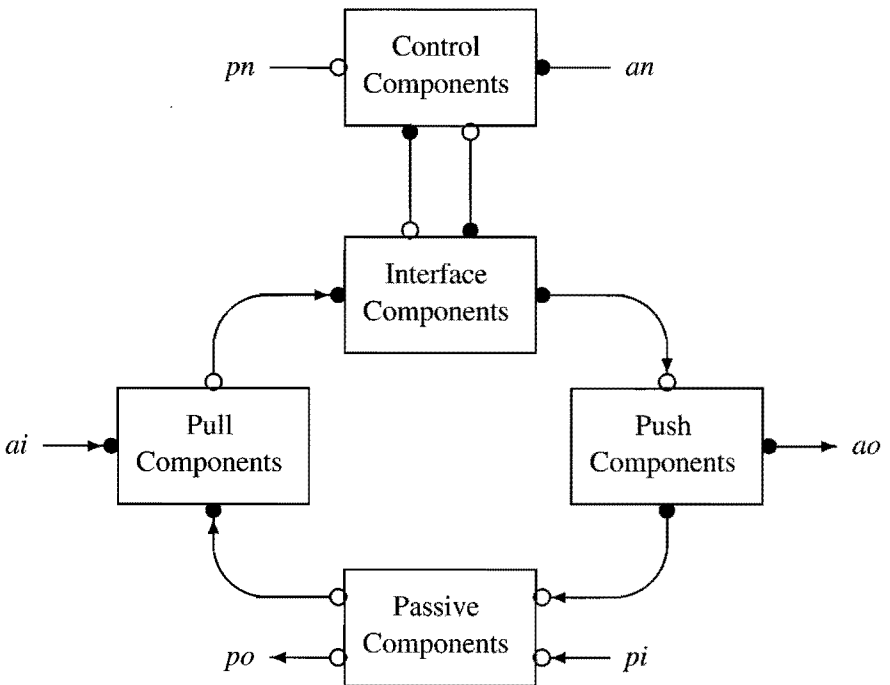 Control
Components
pn
an
Interface
Components
Pull
Components
Push
Components
ai
ao
Passive
Components
po
pi